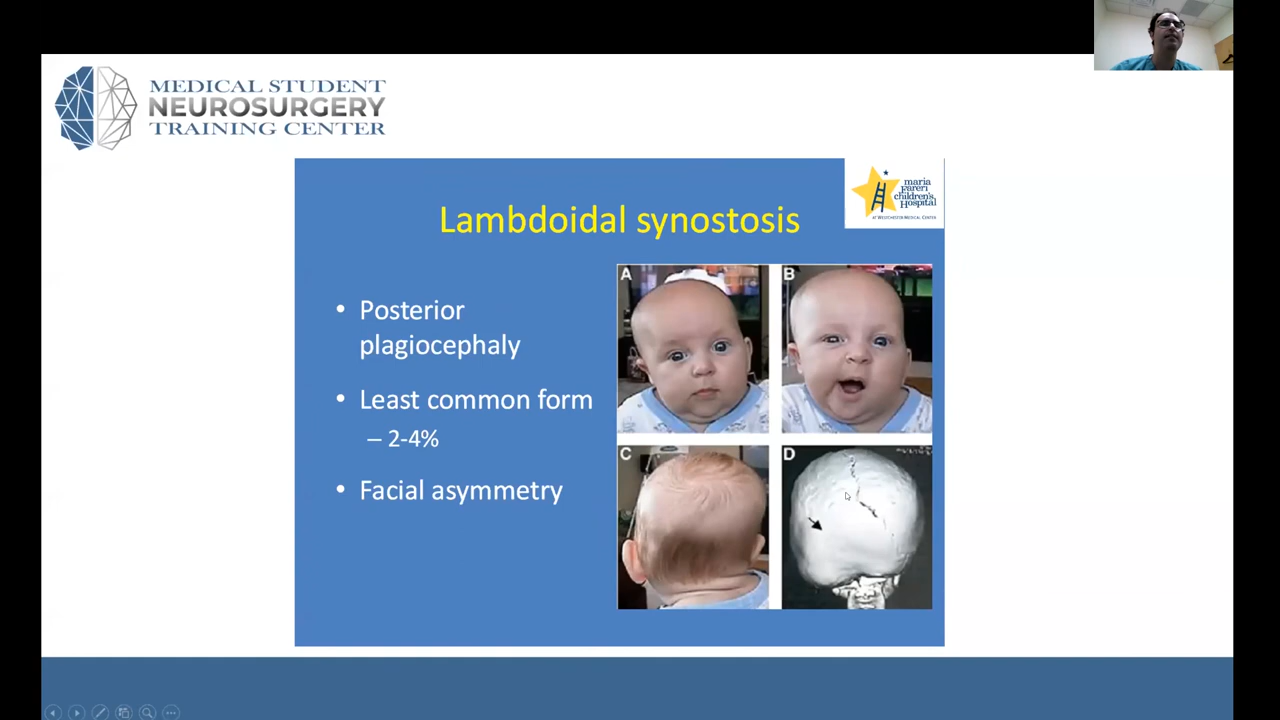 MEDICAL STUDENT
NEUROSURGERY
TRAINING CENTER
maria
fareri
children's
Hospital
AT WESTCHESTER MEDICAL CENTER
Lambdoidal synostosis
• Posterior
plagiocephaly
• Least common form
– 2-4%
• Facial asymmetry
A
B
C
D